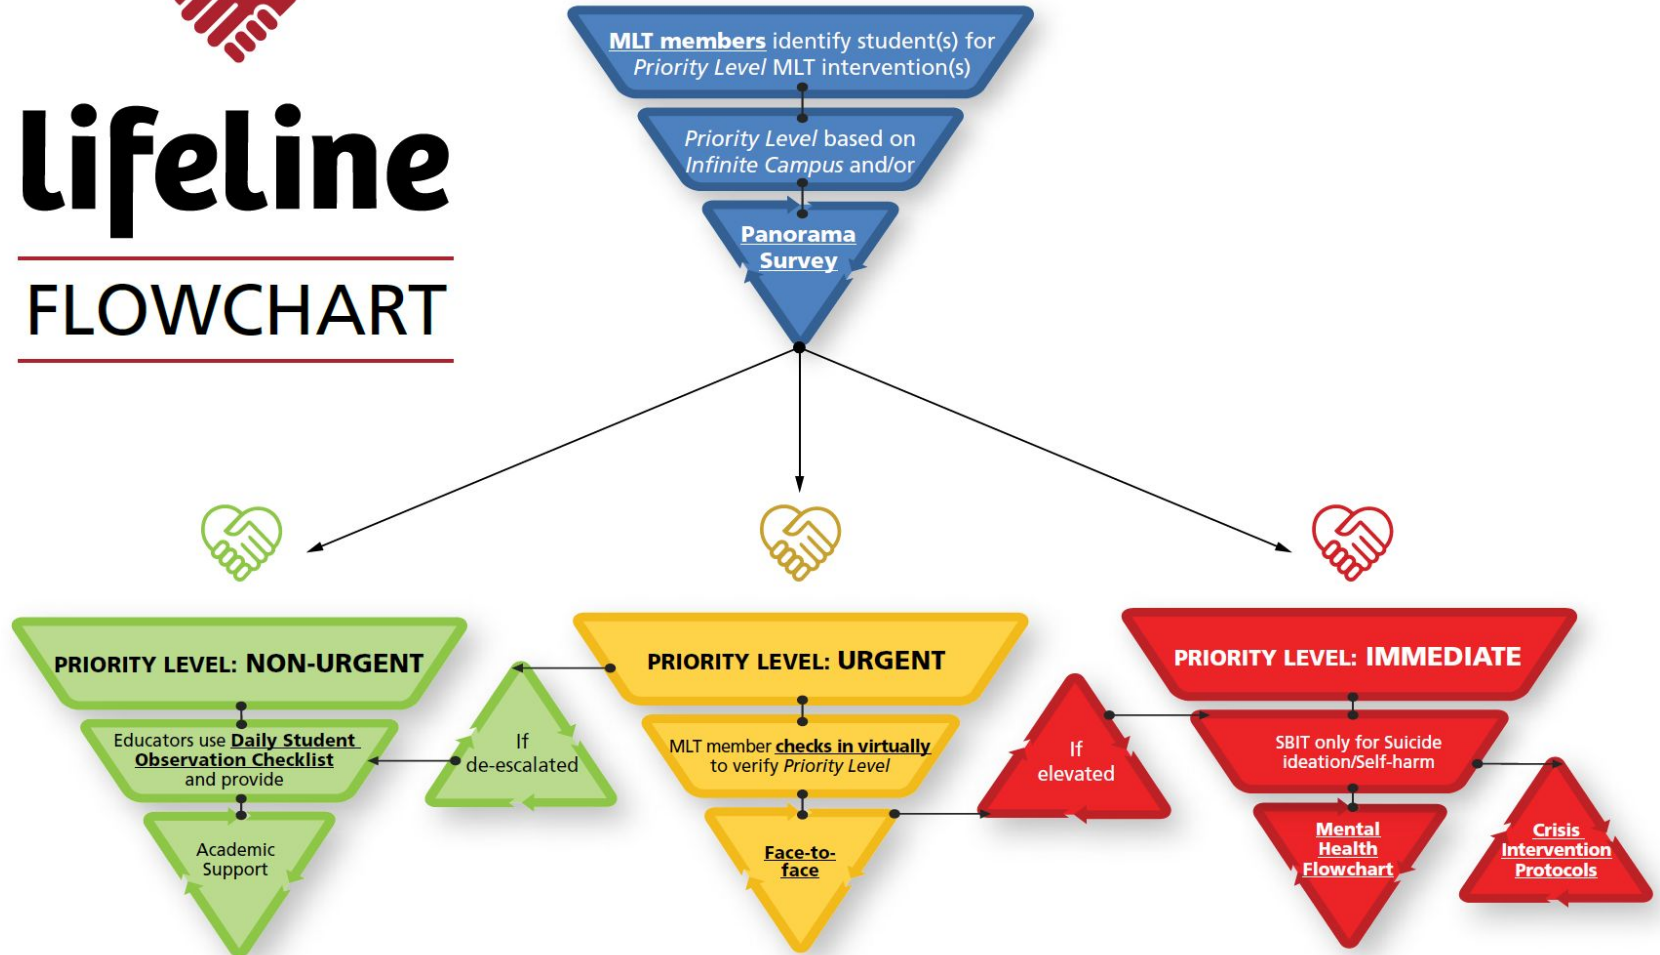 lifeline
FLOWCHART
MLT members identify student(s) for
Priority Level MLT intervention(s)
Priority Level based on
Infinite Campus and/or
Panorama
Survey
PRIORITY LEVEL: NON-URGENT
Educators use Daily Student
Observation Checklist
and provide
Academic
Support
If
de-escalated
PRIORITY LEVEL: URGENT
MLT member checks in virtually
to verify Priority Level
Face-to-
face
If
elevated
PRIORITY LEVEL: IMMEDIATE
SBIT only for Suicide
ideation/Self-harm
Mental
Health
Flowchart
Crisis
Intervention
Protocols